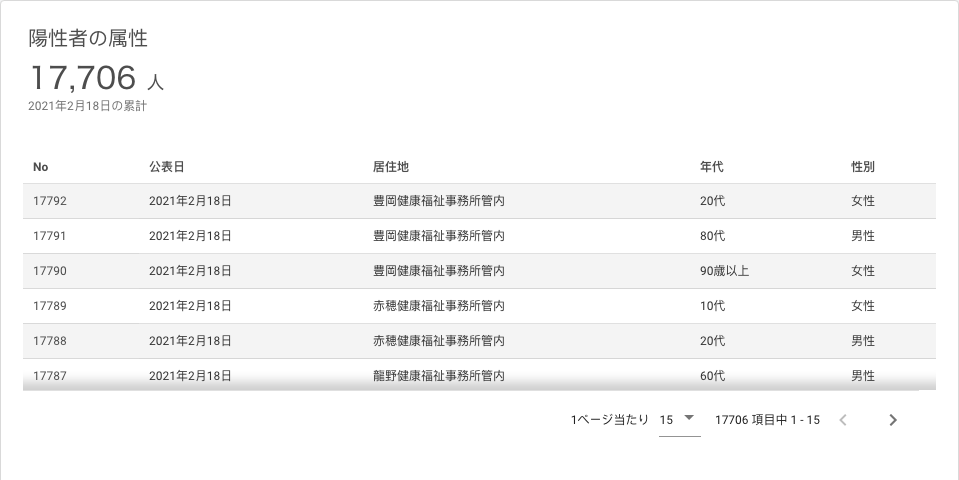 陽性者の属性
17,706 人
2021年2月18日の累計
No 公表日 居住地 年代 性別
17792 2021年2月18日 豊岡健康福祉事務所管内 20代 女性
17791 2021年2月18日 豊岡健康福祉事務所管内 80代 男性
17790 2021年2月18日 豊岡健康福祉事務所管内 90歳以上 女性
17789 2021年2月18日 赤穂健康福祉事務所管内 10代 女性
17788 2021年2月18日 赤穂健康福祉事務所管内 20代 男性
17787 2021年2月18日 龍野健康福祉事務所管内 60代 男性
1ページ当たり 15 17706 項目中 1 - 15